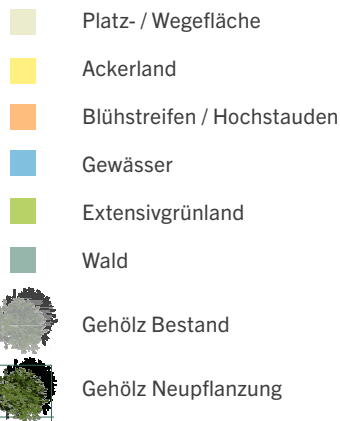 Platz- / Wegefläche
Ackerland
Blühstreifen / Hochstauden
Gewässer
Extensivgrünland
Wald
Gehölz Bestand
Gehölz Neupflanzung